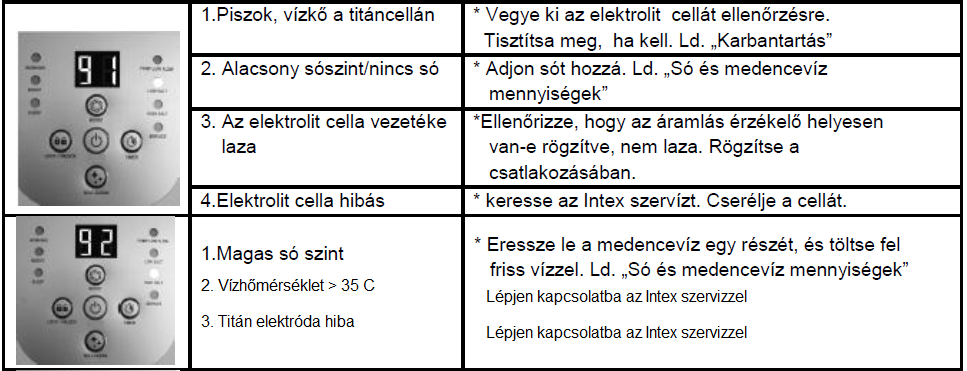 91
1.Piszok, vízkő a titáncellán
* Vegye ki az elektrolit cellát ellenőrzésre.
Tisztítsa meg, ha kell. Ld. „Karbantartás”
2. Alacsony sószint/nincs só
* Adjon sót hozzá. Ld. „Só és medencevíz
mennyiségek”
3. Az elektrolit cella vezetéke
laza
*Ellenőrizze, hogy az áramlás érzékelő helyesen
van-e rögzítve, nem laza. Rögzítse a
csatlakozásában.
4.Elektrolit cella hibás
* keresse az Intex szervízt. Cserélje a cellát.
92
1.Magas só szint
* Eressze le a medencevíz egy részét, és töltse fel
friss vízzel. Ld. „Só és medencevíz mennyiségek”
2. Vízhőmérséklet > 35 C
Lépjen kapcsolatba az Intex szervizzel
3. Titán elektróda hiba
Lépjen kapcsolatba az Intex szervizzel